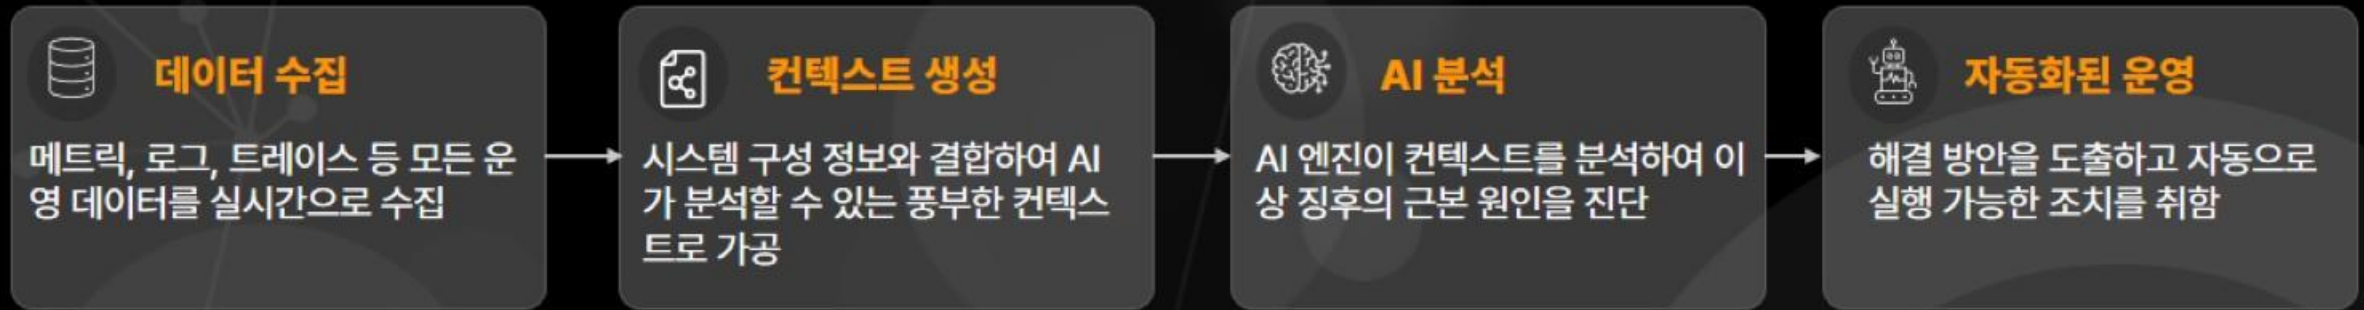 데이터 수집
메트릭, 로그, 트레이스 등 모든 운
영 데이터를 실시간으로 수집
컨텍스트 생성
시스템 구성 정보와 결합하여 AI
가 분석할 수 있는 풍부한 컨텍스
트로 가공
AI 분석
AI 엔진이 컨텍스트를 분석하여 이
상 징후의 근본 원인을 진단
자동화된 운영
해결 방안을 도출하고 자동으로
실행 가능한 조치를 취함